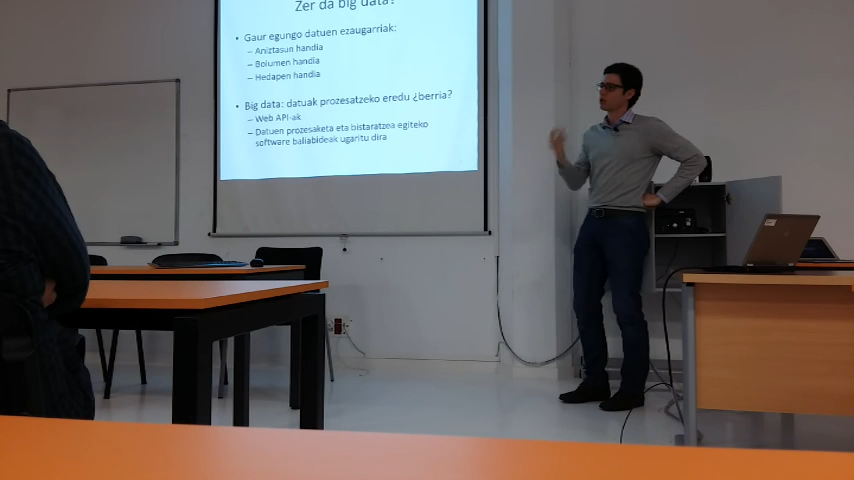 Zer da big data?
• Gaur egungo datuen ezaugarriak:
– Aniztasun handia
– Bolumen handia
– Hedapen handia
• Big data: datuak prozesatzeko eredu ¿berria?
– Web API-ak
– Datuen prozesaketa eta bistaratzea egiteko
software baliabideak ugaritu dira